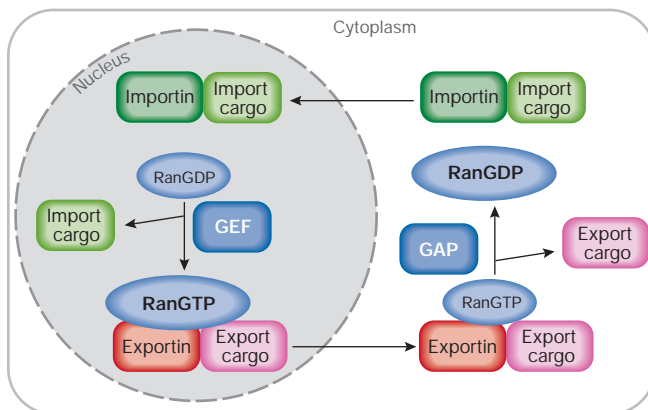 Cytoplasm
Nucleus
Importin
Import
cargo
Importin
Import
cargo
RanGDP
RanGDP
Import
cargo
GEF
GAP
Export
cargo
RanGTP
RanGTP
Exportin
Export
cargo
Exportin
Export
cargo